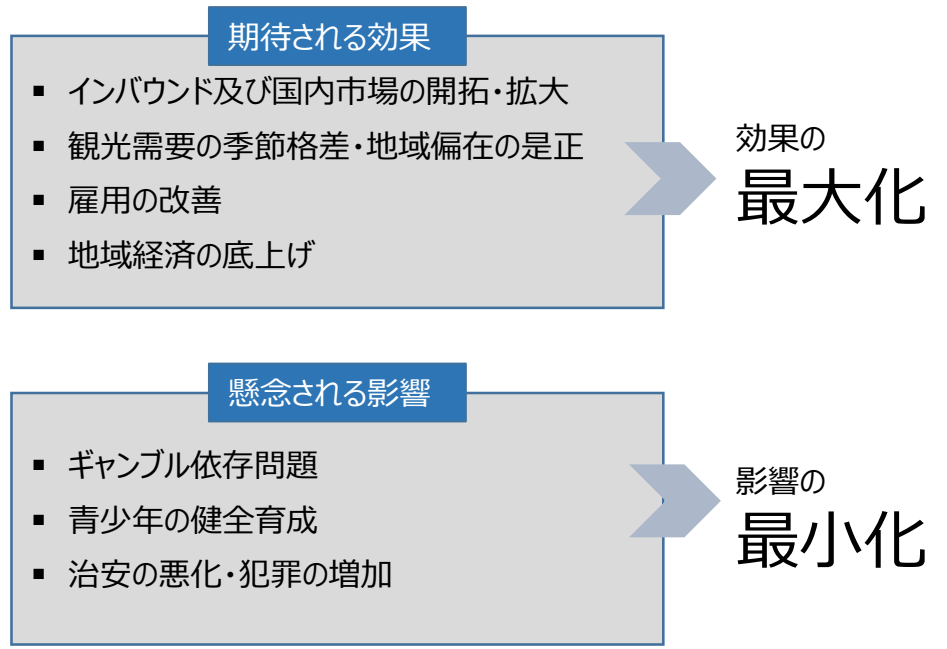 期待される効果
▪ インバウンド及び国内市場の開拓・拡大
▪ 観光需要の季節格差・地域偏在の是正
▪ 雇用の改善
▪ 地域経済の底上げ
効果の
最大化
懸念される影響
▪ ギャンブル依存問題
▪ 青少年の健全育成
▪ 治安の悪化・犯罪の増加
影響の
最小化